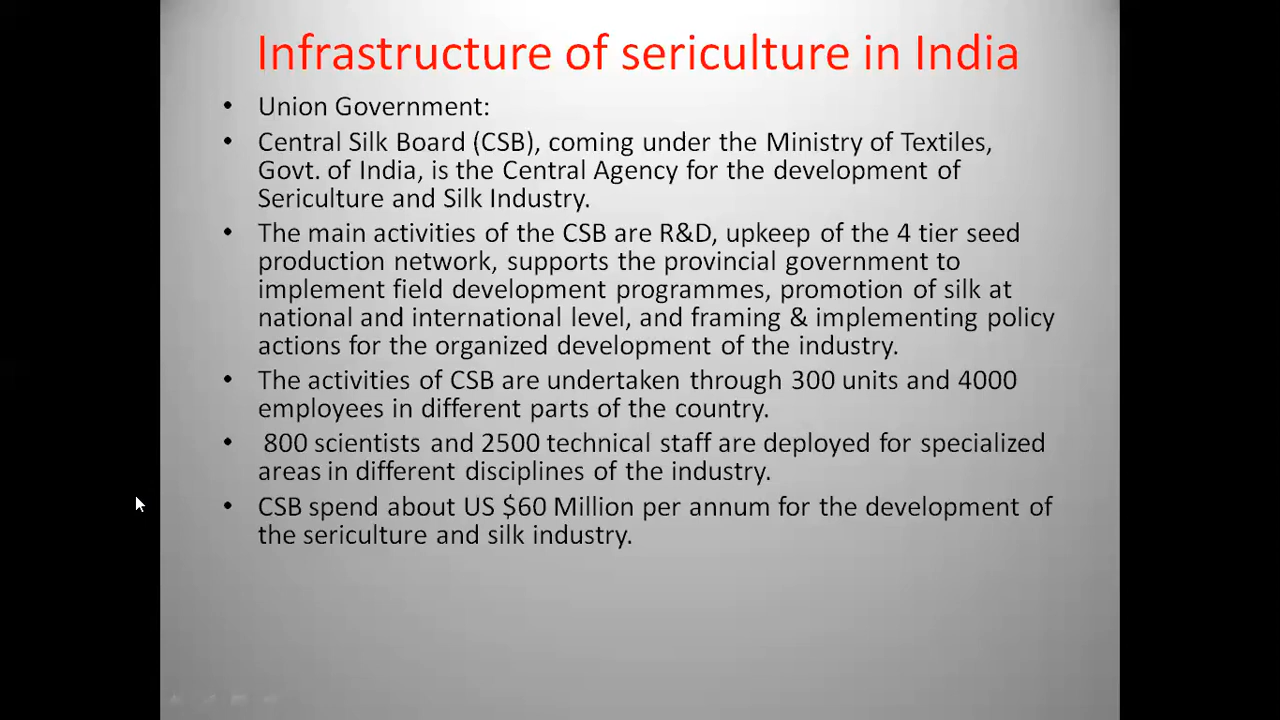 Infrastructure of sericulture in India
• Union Government:
• Central Silk Board (CSB), coming under the Ministry of Textiles,
Govt. of India, is the Central Agency for the development of
Sericulture and Silk Industry.
• The main activities of the CSB are R&D, upkeep of the 4 tier seed
production network, supports the provincial government to
implement field development programmes, promotion of silk at
national and international level, and framing & implementing policy
actions for the organized development of the industry.
• The activities of CSB are undertaken through 300 units and 4000
employees in different parts of the country.
• 800 scientists and 2500 technical staff are deployed for specialized
areas in different disciplines of the industry.
• CSB spend about US $60 Million per annum for the development of
the sericulture and silk industry.